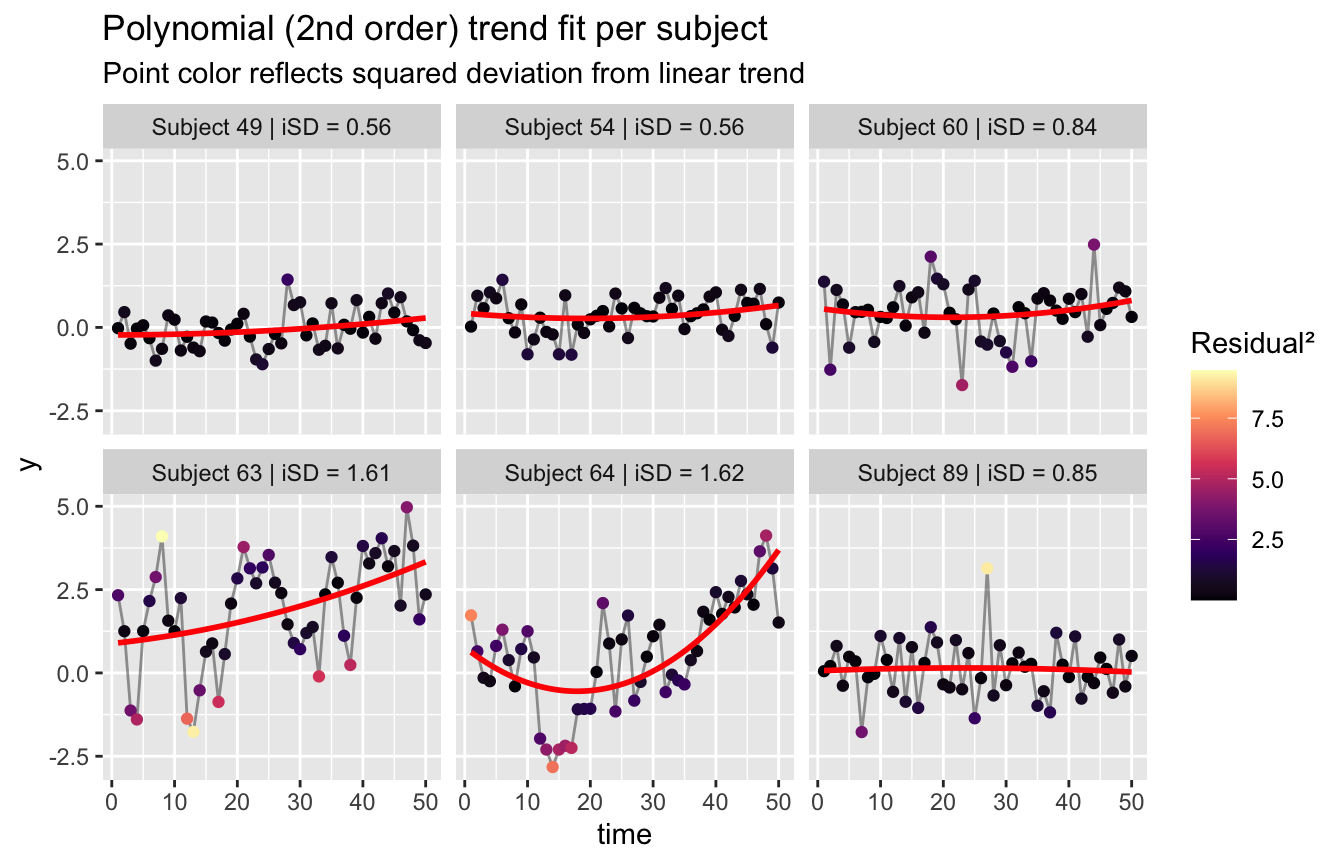 Polynomial (2nd order) trend fit per subject
Point color reflects squared deviation from linear trend
Subject 49 | iSD = 0.56
Subject 54 | iSD = 0.56
Subject 60 | iSD = 0.84
5.0
2.5
0.0
-2.5
Subject 63 | iSD = 1.61
Subject 64 | iSD = 1.62
Subject 89 | iSD = 0.85
5.0
2.5
0.0
-2.5
y
0 10 20 30 40 50
0 10 20 30 40 50
0 10 20 30 40 50
time
Residual²
7.5
5.0
2.5